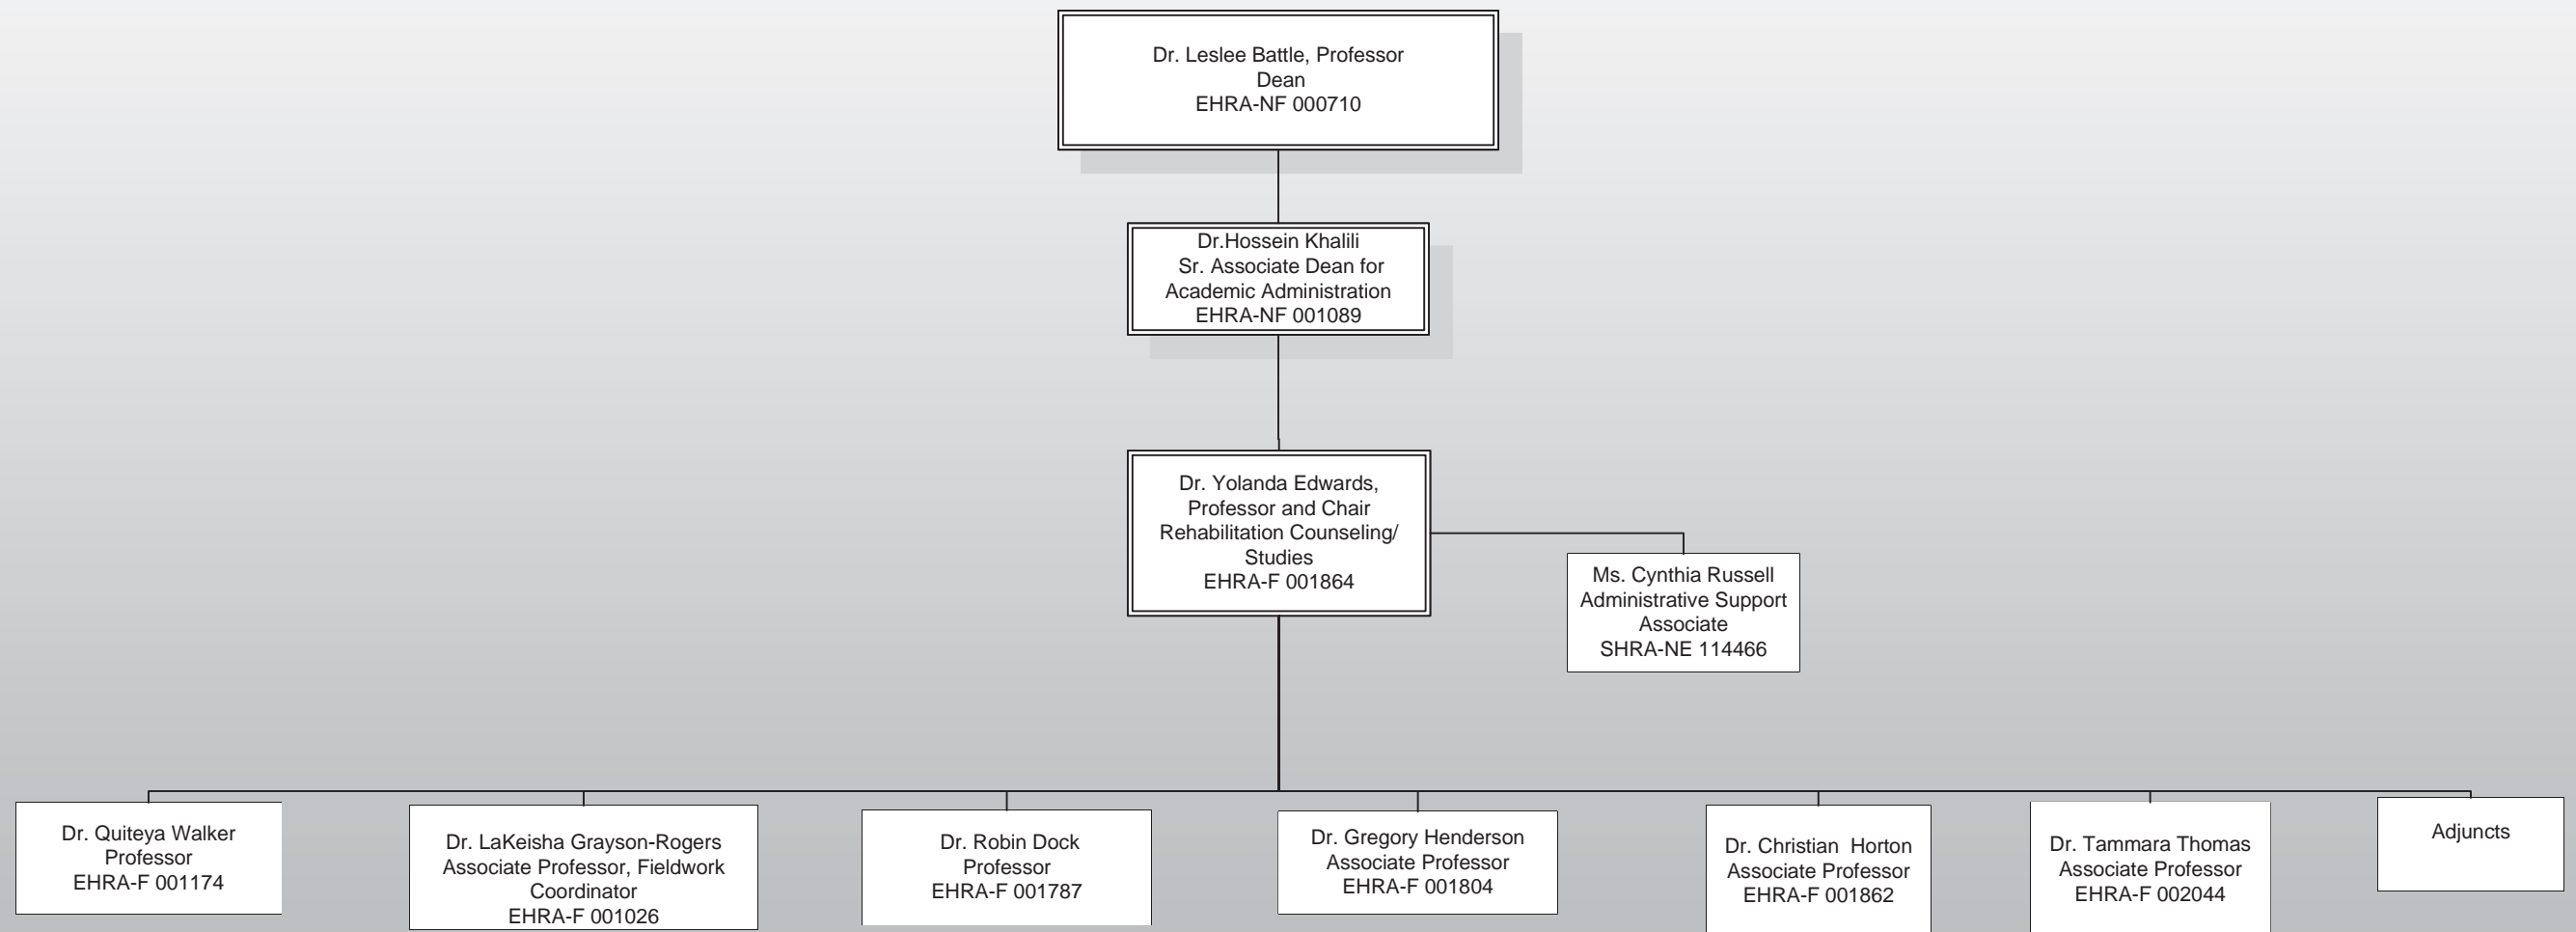 Dr. Leslee Battle, Professor
Dean
EHRA-NF 000710
Dr.Hossein Khalili
Sr. Associate Dean for
Academic Administration
EHRA-NF 001089
Dr. Yolanda Edwards,
Professor and Chair
Rehabilitation Counseling/
Studies
EHRA-F 001864
Ms. Cynthia Russell
Administrative Support
Associate
SHRA-NE 114466
Dr. Quiteya Walker
Professor
EHRA-F 001174
Dr. LaKeisha Grayson-Rogers
Associate Professor, Fieldwork
Coordinator
EHRA-F 001026
Dr. Robin Dock
Professor
EHRA-F 001787
Dr. Gregory Henderson
Associate Professor
EHRA-F 001804
Dr. Christian  Horton
Associate Professor
EHRA-F 001862
Dr. Tammara Thomas
Associate Professor
EHRA-F 002044
Adjuncts